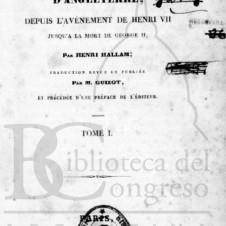 D'ANGLETERRE,
DEPUIS L'AVÈNEMENT DE HENRI VII
JUSQU'A LA MORT DE GEORGE II,
PAR HENRI HALLAM;
TRADUCTION REVUE ET PUBLIÉE
PAR M. GUIZOT,
ET PRÉCÉDÉE D'UNE PRÉFACE DE L'ÉDITEUR.
TOME I.
Biblioteca del
Congreso
PARIS,